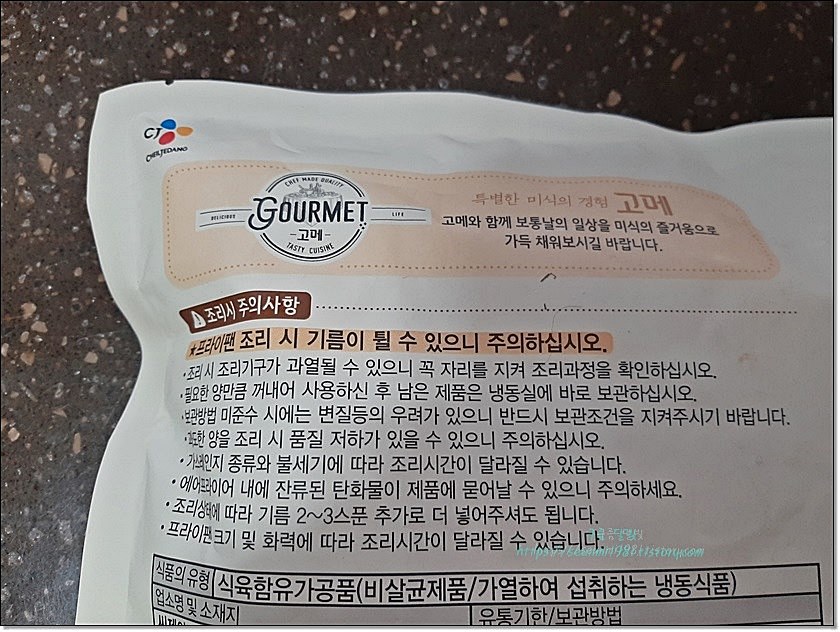 CJ
CHEILJEDANG
CHEF MADE QUALITY
DELICIOUS
GOURMET
LIFE
-고메-
TASTY CUISINE
특별한 미식의 경험 고메
고메와 함께 보통날의 일상을 미식의 즐거움으로
가득 채워보시길 바랍니다.
조리시 주의사항
★프라이팬 조리 시 기름이 튈 수 있으니 주의하십시오.
•조리 시 조리기구가 과열될 수 있으니 꼭 자리를 지켜 조리과정을 확인하십시오.
•필요한 양만큼 꺼내어 사용하신 후 남은 제품은 냉동실에 바로 보관하십시오.
•보관방법 미준수 시에는 변질등의 우려가 있으니 반드시 보관조건을 지켜주시기 바랍니다.
•과도한 양을 조리 시 품질 저하가 있을 수 있으니 주의하십시오.
•가스레인지 종류와 불세기에 따라 조리시간이 달라질 수 있습니다.
•에어프라이어 내에 잔류된 탄화물이 제품에 묻어날 수 있으니 주의하세요.
•조리상태에 따라 기름 2~3스푼 추가로 더 넣어주셔도 됩니다.
•프라이팬 크기 및 화력에 따라 조리시간이 달라질 수 있습니다.
식품의 유형 식육함유가공품(비살균제품/가열하여 섭취하는 냉동식품)
업소명 및 소재지 유통기한/보관방법